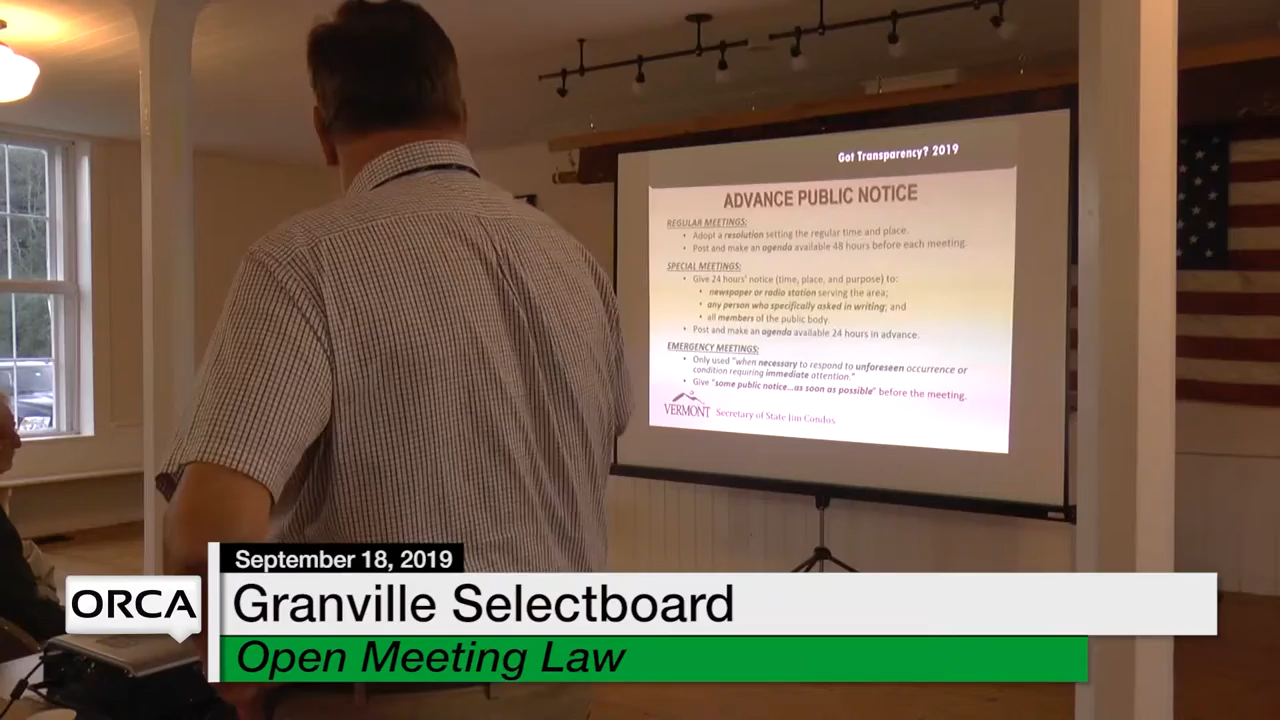 Got Transparency? 2019
ADVANCE PUBLIC NOTICE
REGULAR MEETINGS:
• Adopt a resolution setting the regular time and place.
• Post and make an agenda available 48 hours before each meeting.
SPECIAL MEETINGS:
• Give 24 hours' notice (time, place, and purpose) to:
• newspaper or radio station serving the area;
• any person who specifically asked in writing; and
• all members of the public body.
• Post and make an agenda available 24 hours in advance.
EMERGENCY MEETINGS:
• Only used "when necessary to respond to unforeseen occurrence or
condition requiring immediate attention."
• Give "some public notice...as soon as possible" before the meeting.
VERMONT Secretary of State Jim Condos
September 18, 2019
ORCA
Granville Selectboard
Open Meeting Law